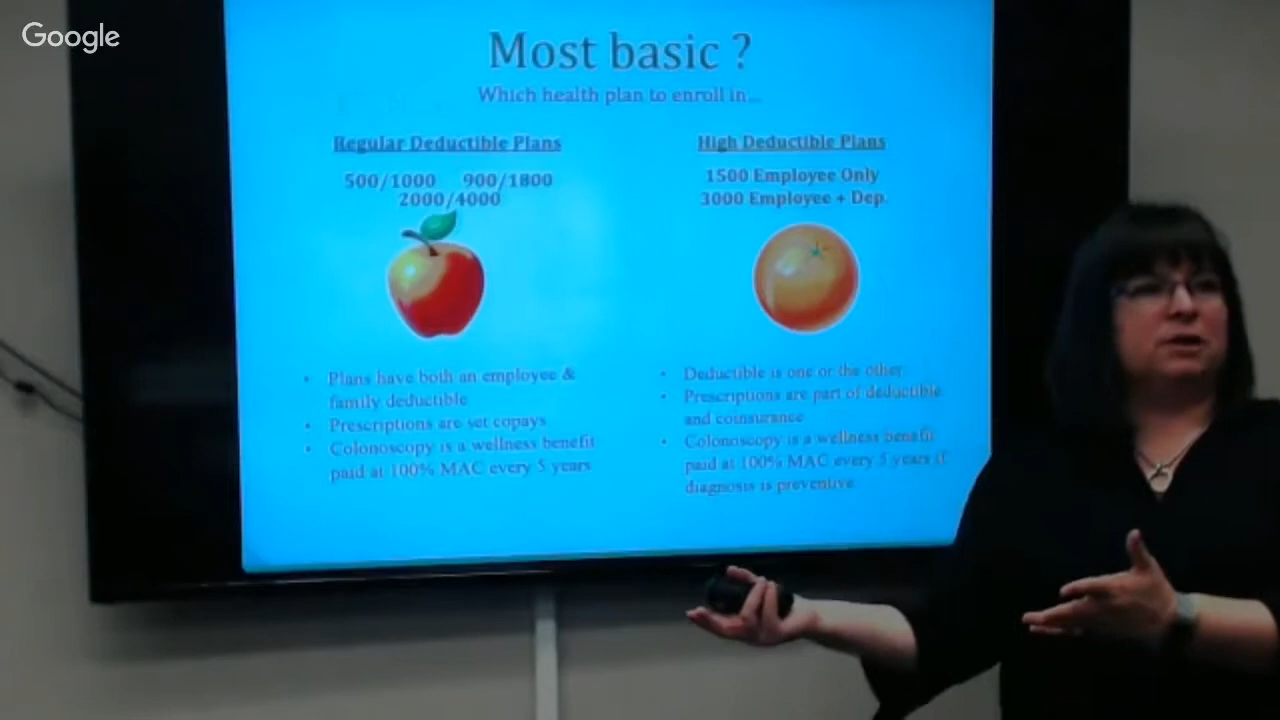 Google
Most basic ?
Which health plan to enroll in...
Regular Deductible Plans
500/1000 900/1800
2000/4000
• Plans have both an employee &
family deductible
• Prescriptions are set copays
• Colonoscopy is a wellness benefit
paid at 100% MAC every 5 years
High Deductible Plans
1500 Employee Only
3000 Employee + Dep.
• Deductible is one or the other
• Prescriptions are part of deductible
and coinsurance
• Colonoscopy is a wellness benefit
paid at 100% MAC every 5 years if
diagnosis is preventive